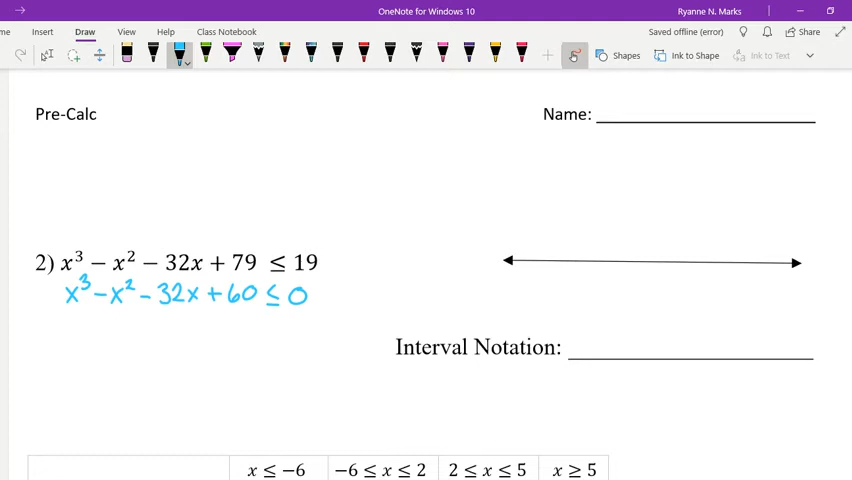 OneNote for Windows 10
Ryanne N. Marks
me Insert Draw View Help Class Notebook
Saved offline (error) Share
Shapes Ink to Shape Ink to Text
Pre-Calc
Name:
2) x³ − x² − 32x + 79 ≤ 19
x³ − x² − 32x + 60 ≤ 0
Interval Notation:
x ≤ −6 −6 ≤ x ≤ 2 2 ≤ x ≤ 5 x ≥ 5